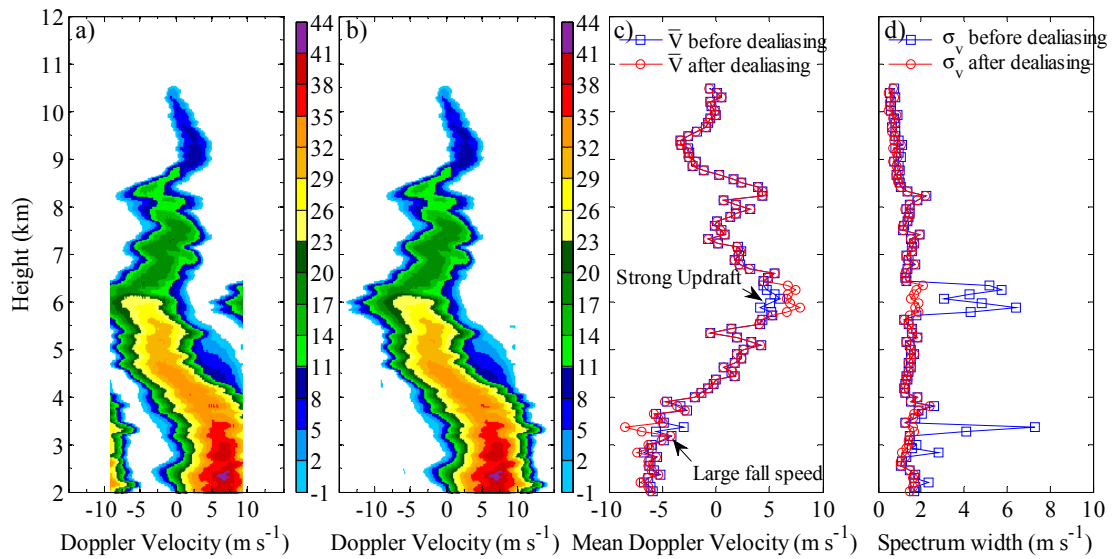 a)
b)
c)
d)
V̅ before dealiasing
V̅ after dealiasing
σ_v before dealiasing
σ_v after dealiasing
12
11
10
9
8
7
6
5
4
3
2
Height (km)
44
41
38
35
32
29
26
23
20
17
14
11
8
5
2
-1
44
41
38
35
32
29
26
23
20
17
14
11
8
5
2
-1
Strong Updraft
Large fall speed
-10 -5 0 5 10
-10 -5 0 5 10
-10 -5 0 5 10
0 2 4 6 8 10
Doppler Velocity (m s⁻¹)
Doppler Velocity (m s⁻¹)
Mean Doppler Velocity (m s⁻¹)
Spectrum width (m s⁻¹)